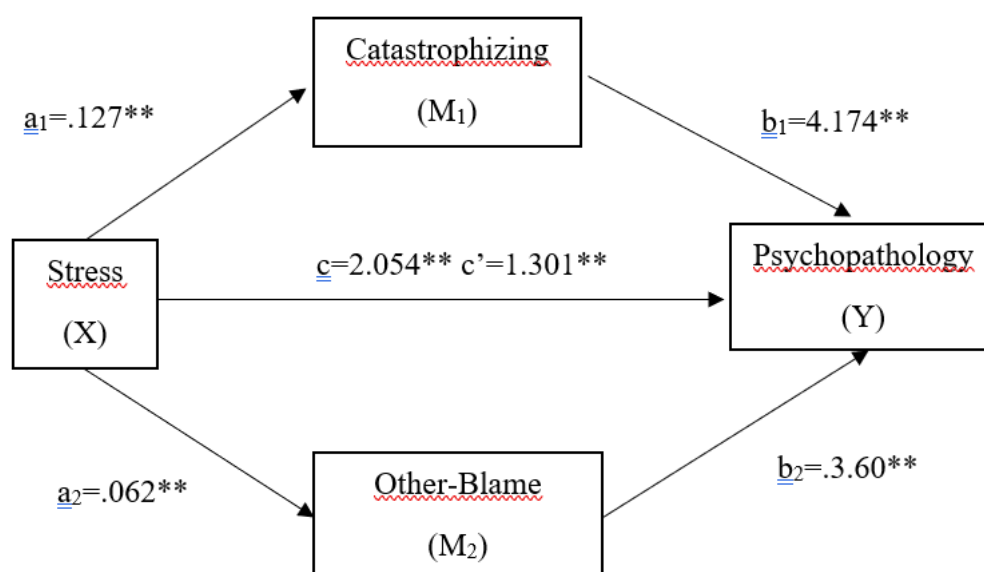 Catastrophizing
(M₁)
a₁=.127**
b₁=4.174**
Stress
(X)
c=2.054** c’=1.301**
Psychopathology
(Y)
a₂=.062**
Other-Blame
(M₂)
b₂=.3.60**